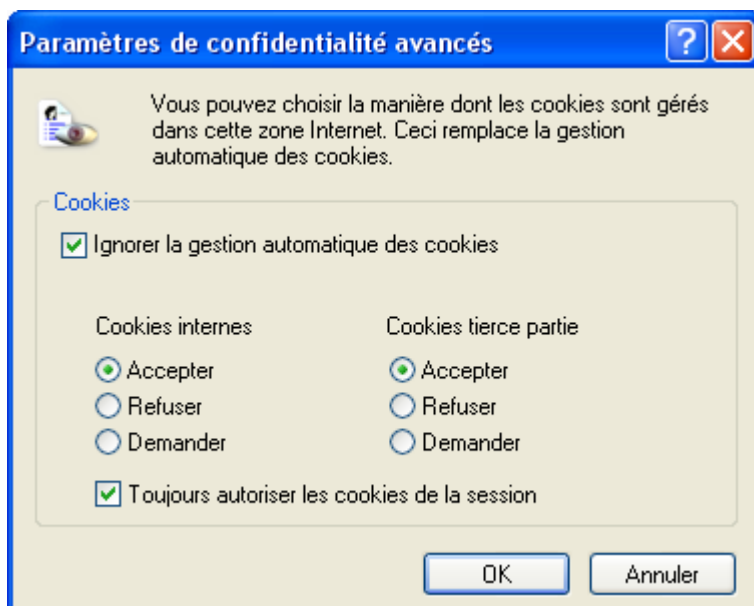 Paramètres de confidentialité avancés
Vous pouvez choisir la manière dont les cookies sont gérés
dans cette zone Internet. Ceci remplace la gestion
automatique des cookies.
Cookies
Ignorer la gestion automatique des cookies
Cookies internes Cookies tierce partie
Accepter Accepter
Refuser Refuser
Demander Demander
Toujours autoriser les cookies de la session
OK Annuler